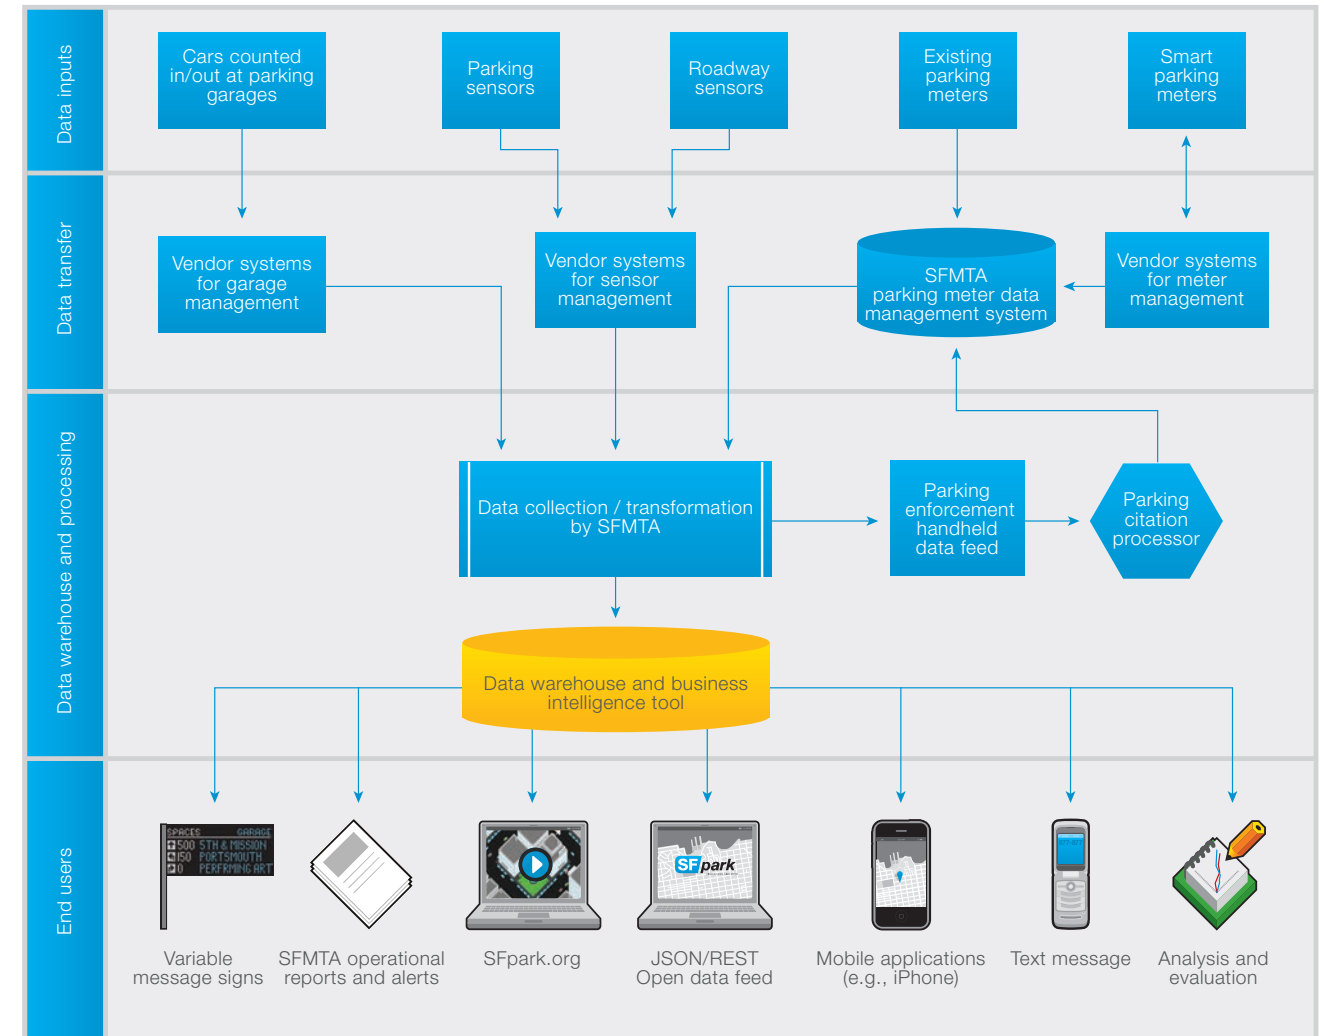 Data inputs
Cars counted
in/out at parking
garages
Parking
sensors
Roadway
sensors
Existing
parking
meters
Smart
parking
meters
Data transfer
Vendor systems
for garage
management
Vendor systems
for sensor
management
SFMTA
parking meter data
management system
Vendor systems
for meter
management
Data warehouse and processing
Data collection / transformation
by SFMTA
Parking
enforcement
handheld
data feed
Parking
citation
processor
Data warehouse and business
intelligence tool
End users
SPACES GARAGE
500 5TH & MISSION
150 PORTSMOUTH
0 PERFRMING ART
SFpark
Variable
message signs
SFMTA operational
reports and alerts
SFpark.org
JSON/REST
Open data feed
Mobile applications
(e.g., iPhone)
Text message
Analysis and
evaluation